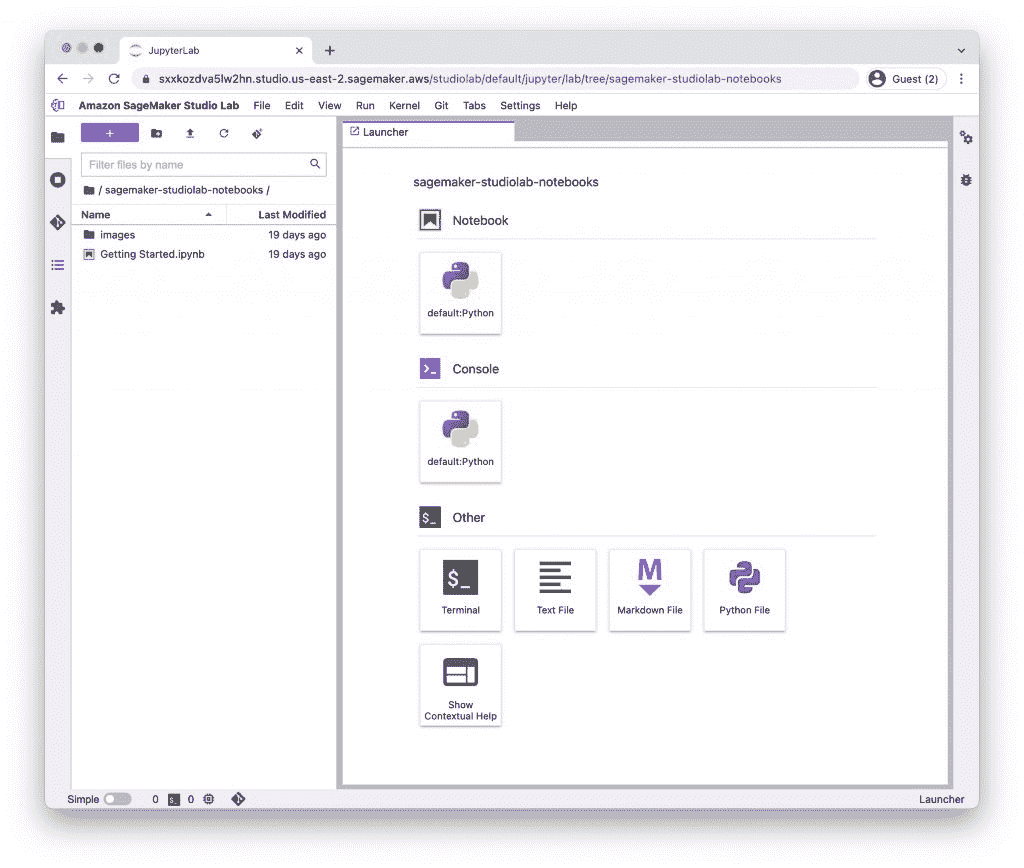 JupyterLab
sxxkozdva5lw2hn.studio.us-east-2.sagemaker.aws/studiolab/default/jupyter/lab/tree/sagemaker-studiolab-notebooks
Guest (2)
Amazon SageMaker Studio Lab File Edit View Run Kernel Git Tabs Settings Help
+
Filter files by name
/ sagemaker-studiolab-notebooks /
Name Last Modified
images 19 days ago
Getting Started.ipynb 19 days ago
Launcher
sagemaker-studiolab-notebooks
Notebook
default:Python
>_ Console
default:Python
$_ Other
$_
Terminal
Text File
M
Markdown File
Python File
Show
Contextual Help
Simple 0 $_ 0 Launcher